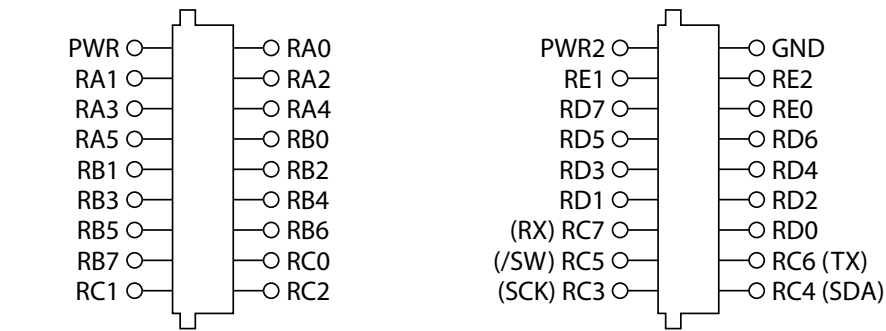 PWR RA0 PWR2 GND
RA1 RA2 RE1 RE2
RA3 RA4 RD7 RE0
RA5 RB0 RD5 RD6
RB1 RB2 RD3 RD4
RB3 RB4 RD1 RD2
RB5 RB6 (RX) RC7 RD0
RB7 RC0 (/SW) RC5 RC6 (TX)
RC1 RC2 (SCK) RC3 RC4 (SDA)